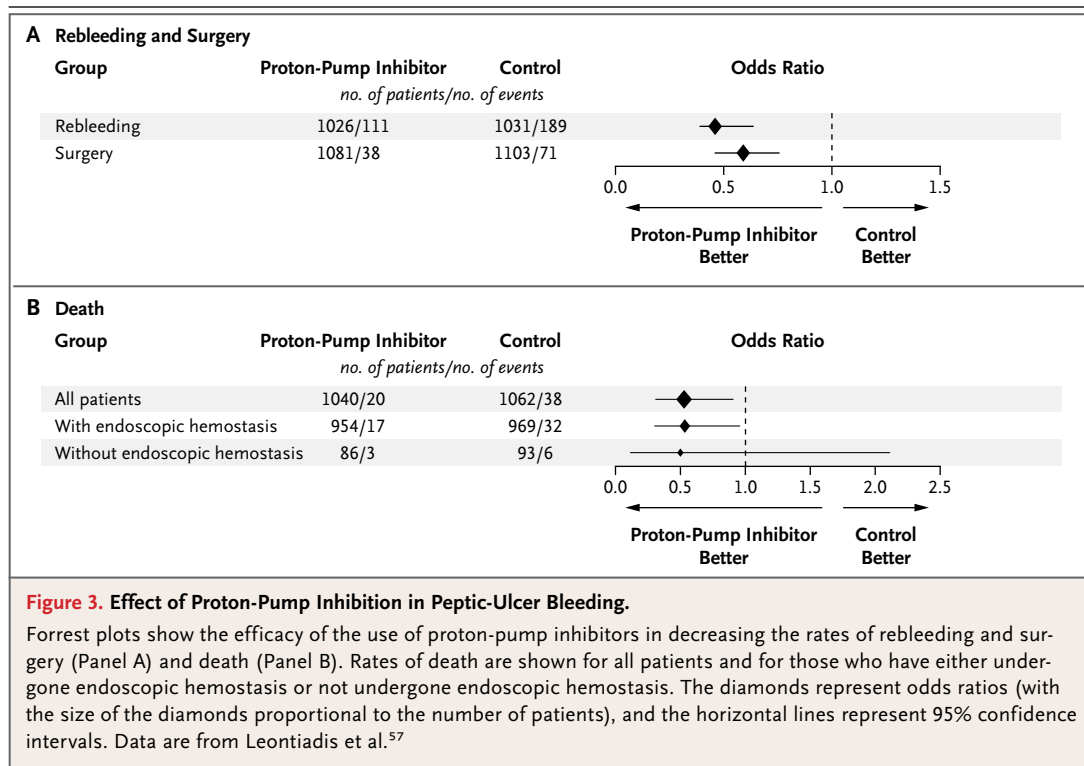 A Rebleeding and Surgery
Group Proton-Pump Inhibitor Control Odds Ratio
no. of patients/no. of events
Rebleeding 1026/111 1031/189
Surgery 1081/38 1103/71
0.0 0.5 1.0 1.5
Proton-Pump Inhibitor Control
Better Better
B Death
Group Proton-Pump Inhibitor Control Odds Ratio
no. of patients/no. of events
All patients 1040/20 1062/38
With endoscopic hemostasis 954/17 969/32
Without endoscopic hemostasis 86/3 93/6
0.0 0.5 1.0 1.5 2.0 2.5
Proton-Pump Inhibitor Control
Better Better
Figure 3. Effect of Proton-Pump Inhibition in Peptic-Ulcer Bleeding.
Forrest plots show the efficacy of the use of proton-pump inhibitors in decreasing the rates of rebleeding and sur-
gery (Panel A) and death (Panel B). Rates of death are shown for all patients and for those who have either under-
gone endoscopic hemostasis or not undergone endoscopic hemostasis. The diamonds represent odds ratios (with
the size of the diamonds proportional to the number of patients), and the horizontal lines represent 95% confidence
intervals. Data are from Leontiadis et al.57